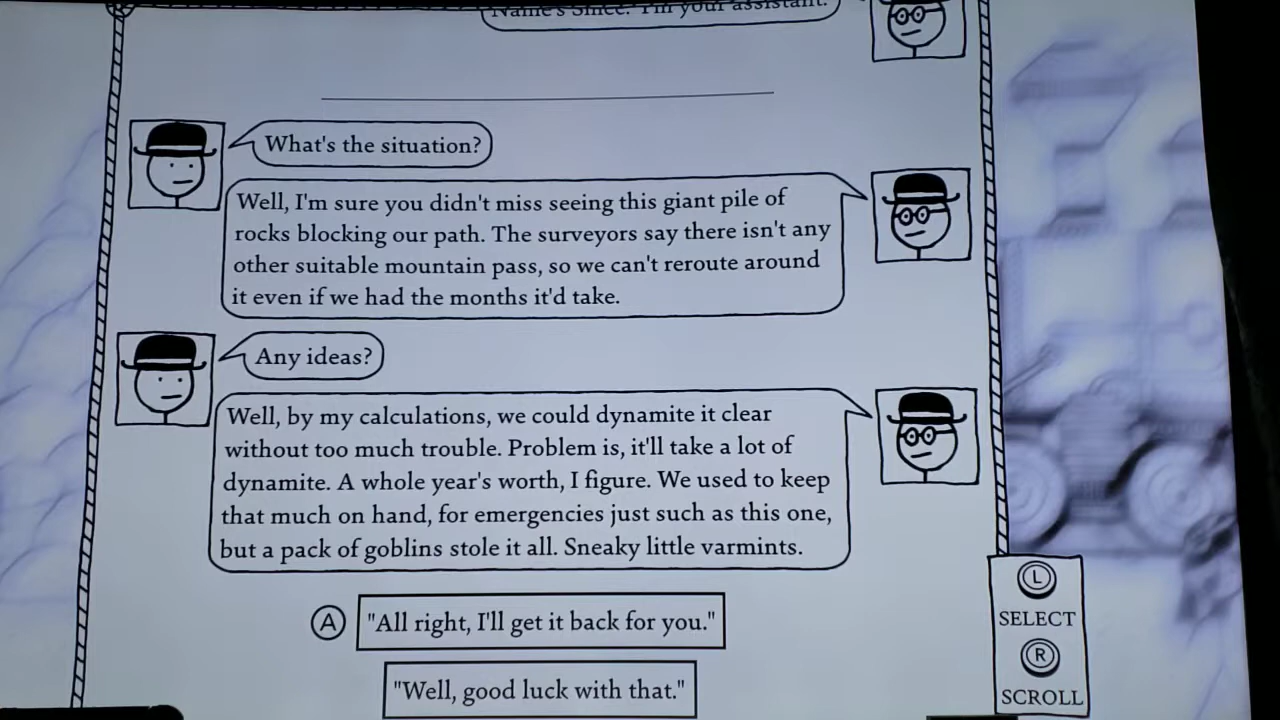 Name's Since. I'm your assistant.
What's the situation?
Well, I'm sure you didn't miss seeing this giant pile of
rocks blocking our path. The surveyors say there isn't any
other suitable mountain pass, so we can't reroute around
it even if we had the months it'd take.
Any ideas?
Well, by my calculations, we could dynamite it clear
without too much trouble. Problem is, it'll take a lot of
dynamite. A whole year's worth, I figure. We used to keep
that much on hand, for emergencies just such as this one,
but a pack of goblins stole it all. Sneaky little varmints.
A "All right, I'll get it back for you."
"Well, good luck with that."
L
SELECT
R
SCROLL